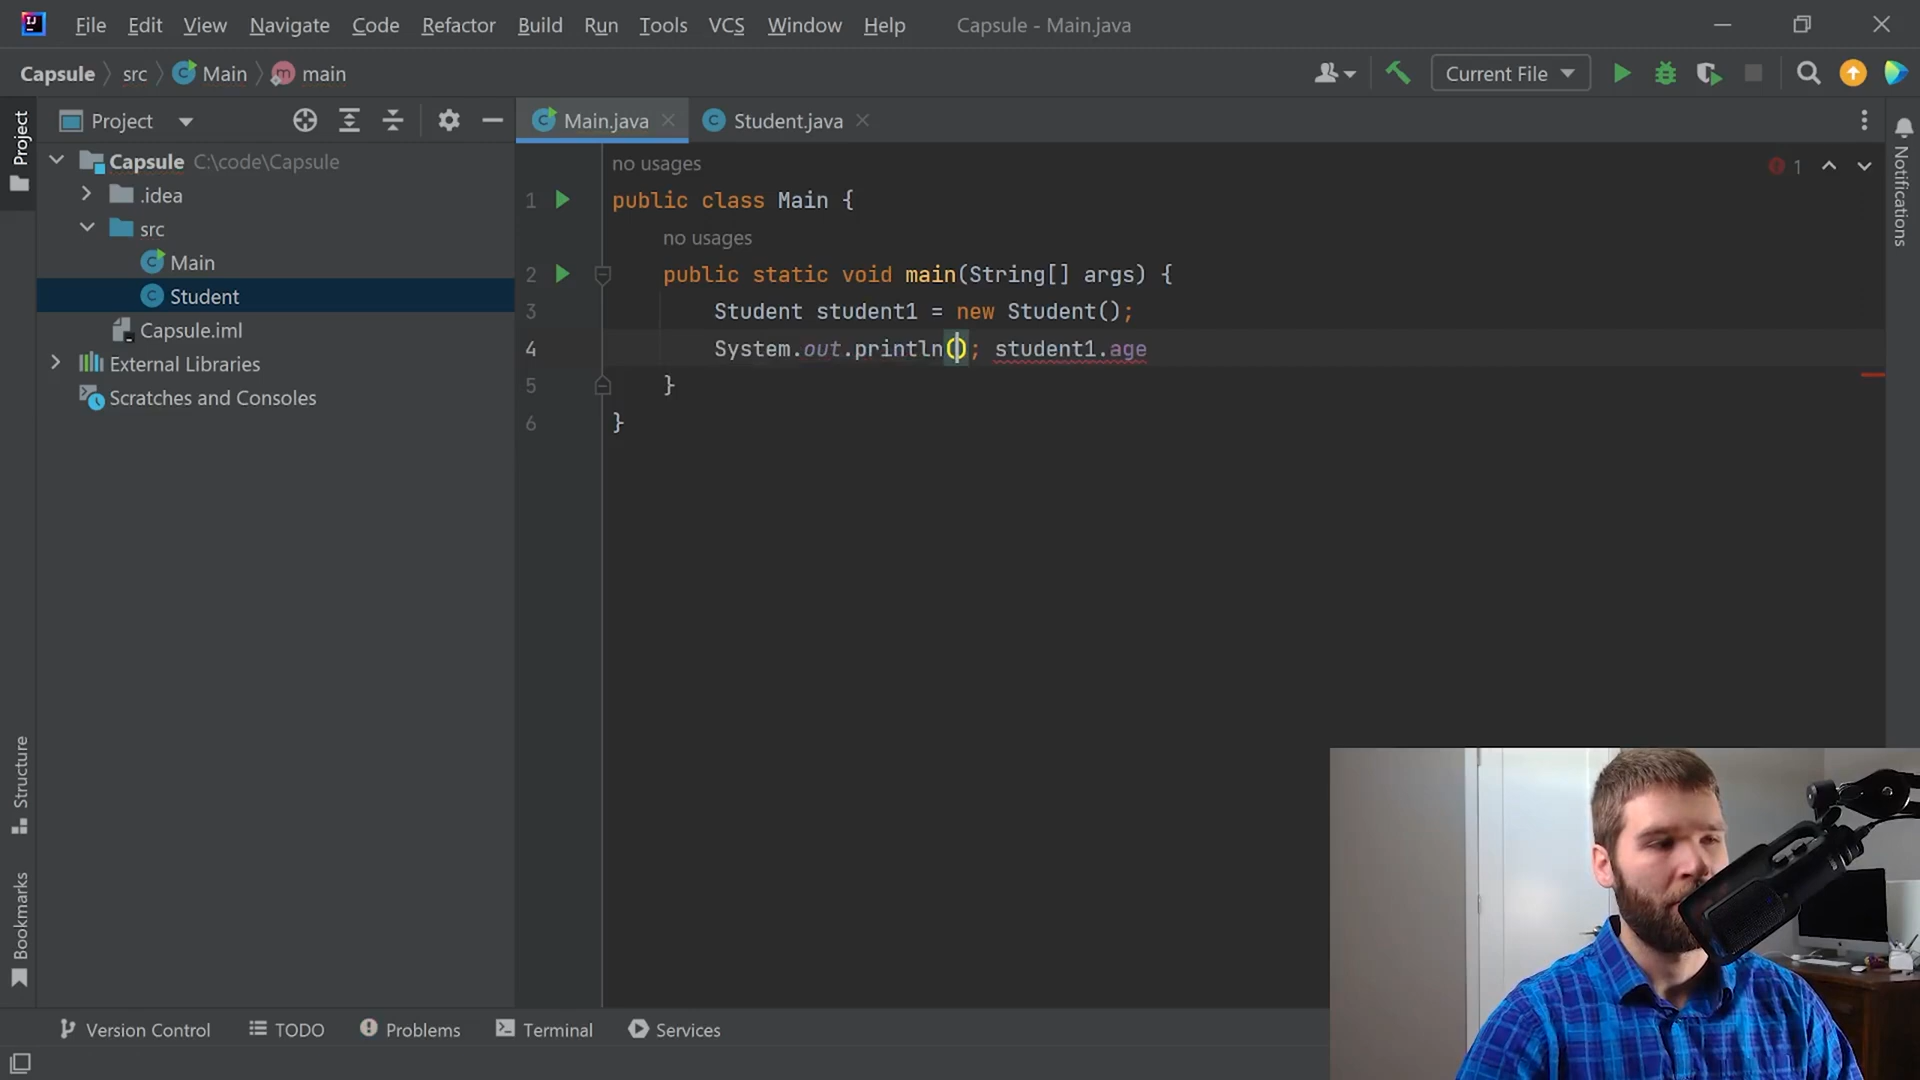 File Edit View Navigate Code Refactor Build Run Tools VCS Window Help Capsule - Main.java
Capsule src Main m main Current File
Project Main.java Student.java
Project
Capsule C:\code\Capsule
.idea
src
Main
Student
Capsule.iml
External Libraries
Scratches and Consoles
no usages
1 public class Main {
no usages
2 public static void main(String[] args) {
3 Student student1 = new Student();
4 System.out.println(); student1.age
5 }
6 }
1
Notifications
Structure
Bookmarks
Version Control TODO Problems Terminal Services